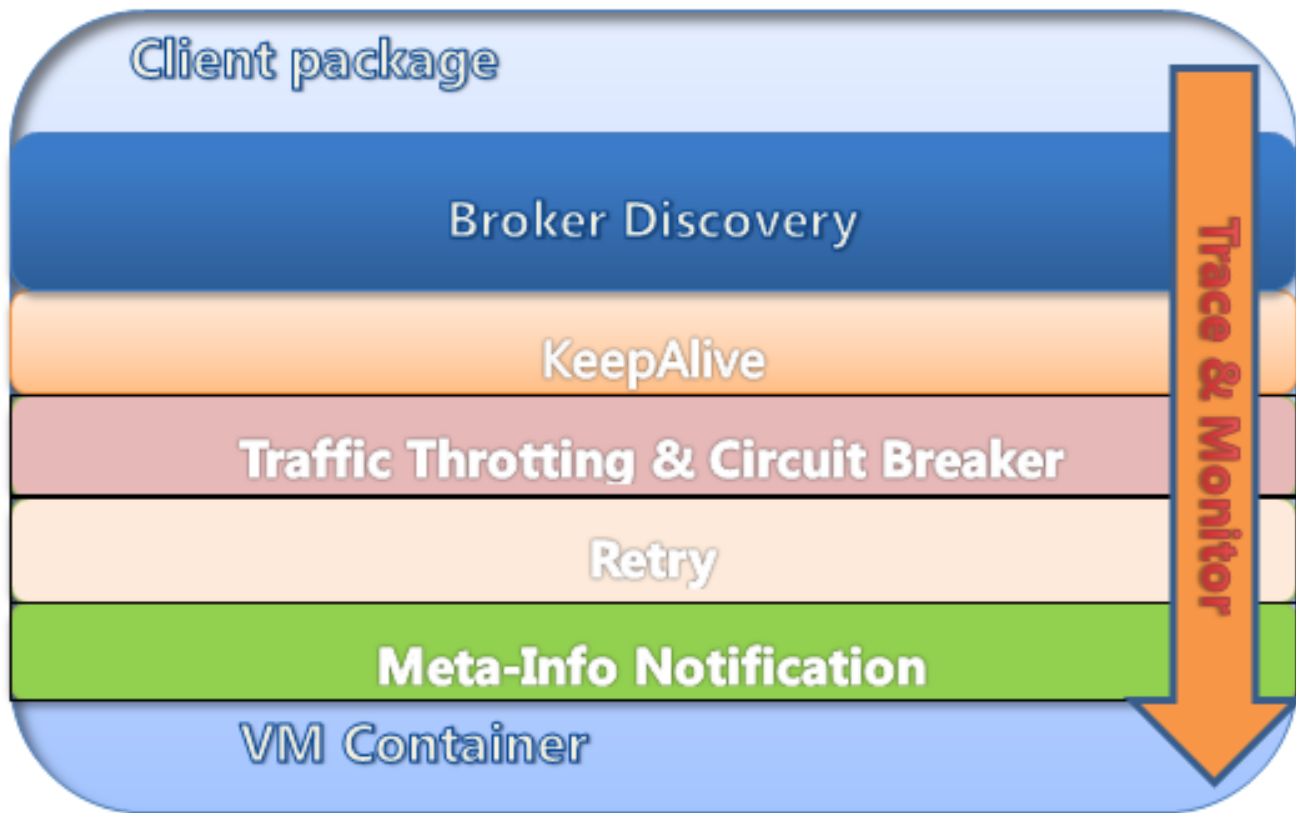 Client package
Broker Discovery
KeepAlive
Traffic Throtting & Circuit Breaker
Retry
Meta-Info Notification
VM Container
Trace & Monitor